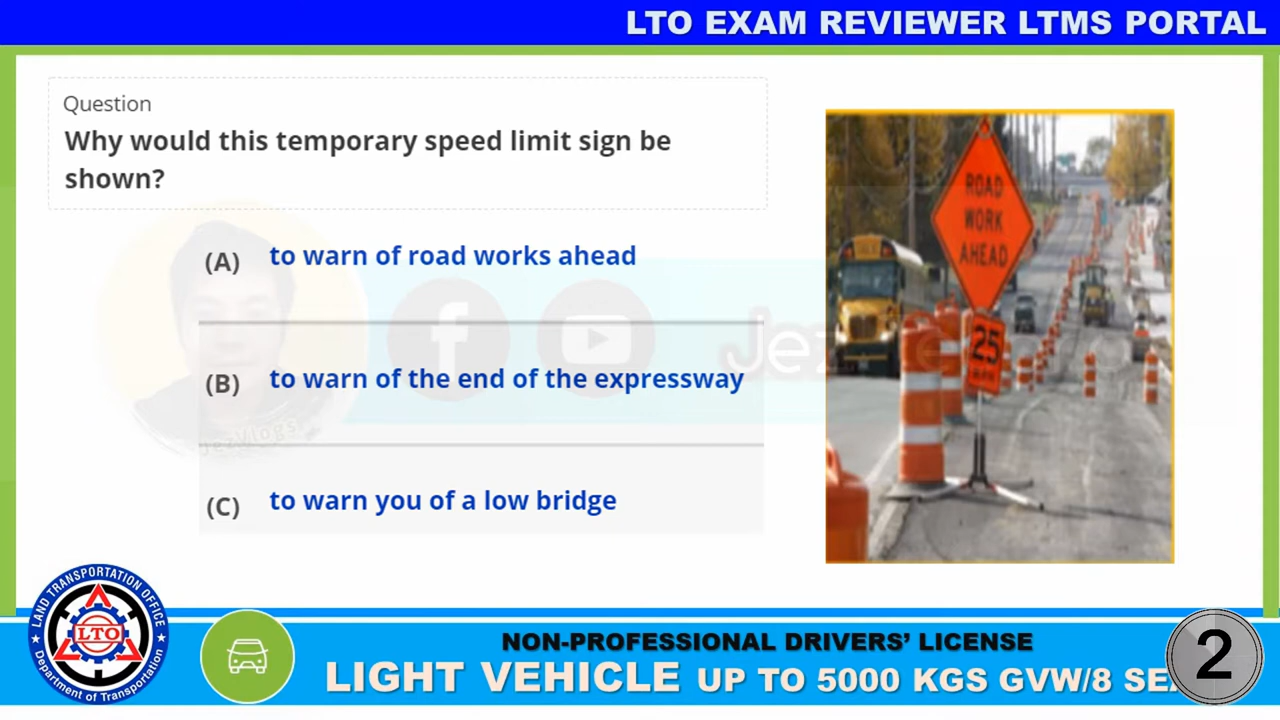 LTO EXAM REVIEWER LTMS PORTAL
Question
Why would this temporary speed limit sign be
shown?
(A) to warn of road works ahead
(B) to warn of the end of the expressway
(C) to warn you of a low bridge
ROAD
WORK
AHEAD
25
JezVlogs
LAND TRANSPORTATION OFFICE
LTO
Department of Transportation
NON-PROFESSIONAL DRIVERS' LICENSE
LIGHT VEHICLE UP TO 5000 KGS GVW/8
2